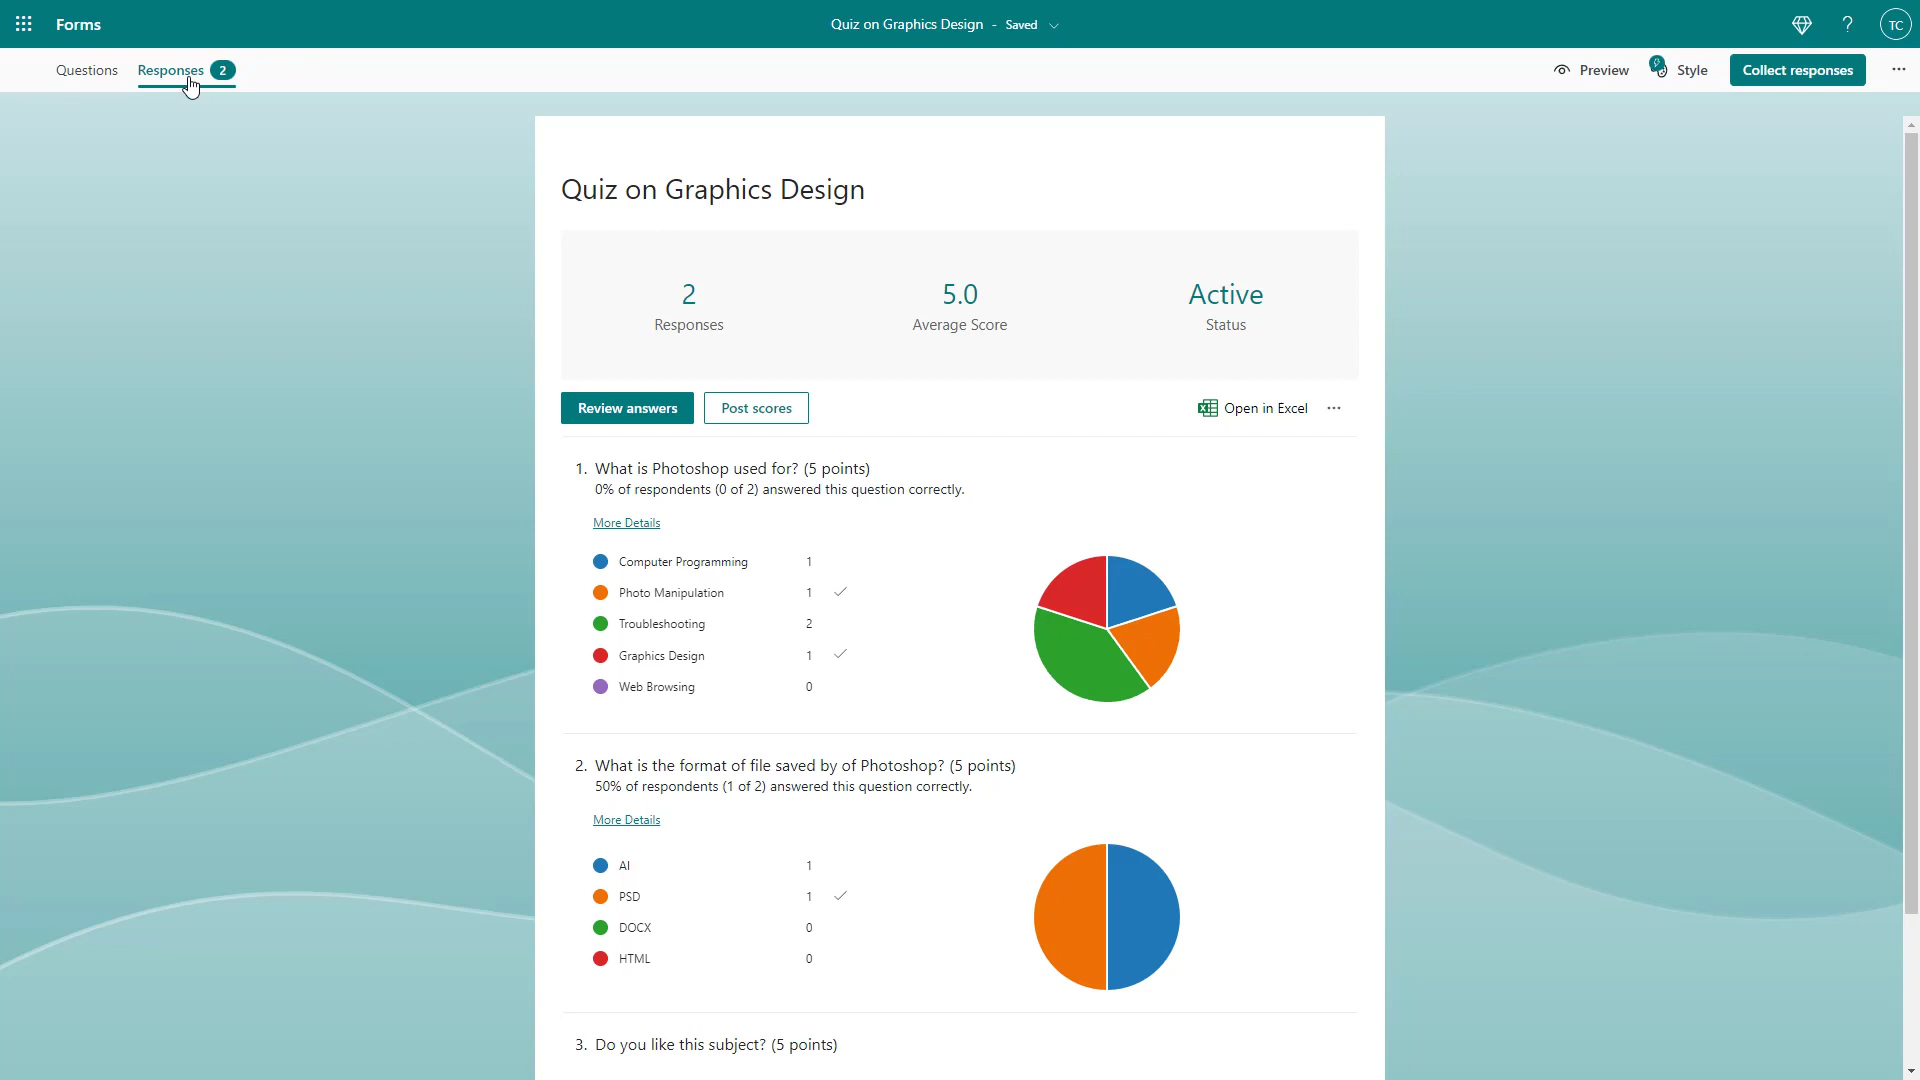 Forms
Quiz on Graphics Design - Saved
? TC
Questions Responses 2
Preview Style Collect responses ...
Quiz on Graphics Design
2 5.0 Active
Responses Average Score Status
Review answers Post scores Open in Excel ...
1. What is Photoshop used for? (5 points)
0% of respondents (0 of 2) answered this question correctly.
More Details
Computer Programming 1
Photo Manipulation 1
Troubleshooting 2
Graphics Design 1
Web Browsing 0
2. What is the format of file saved by of Photoshop? (5 points)
50% of respondents (1 of 2) answered this question correctly.
More Details
AI 1
PSD 1
DOCX 0
HTML 0
3. Do you like this subject? (5 points)